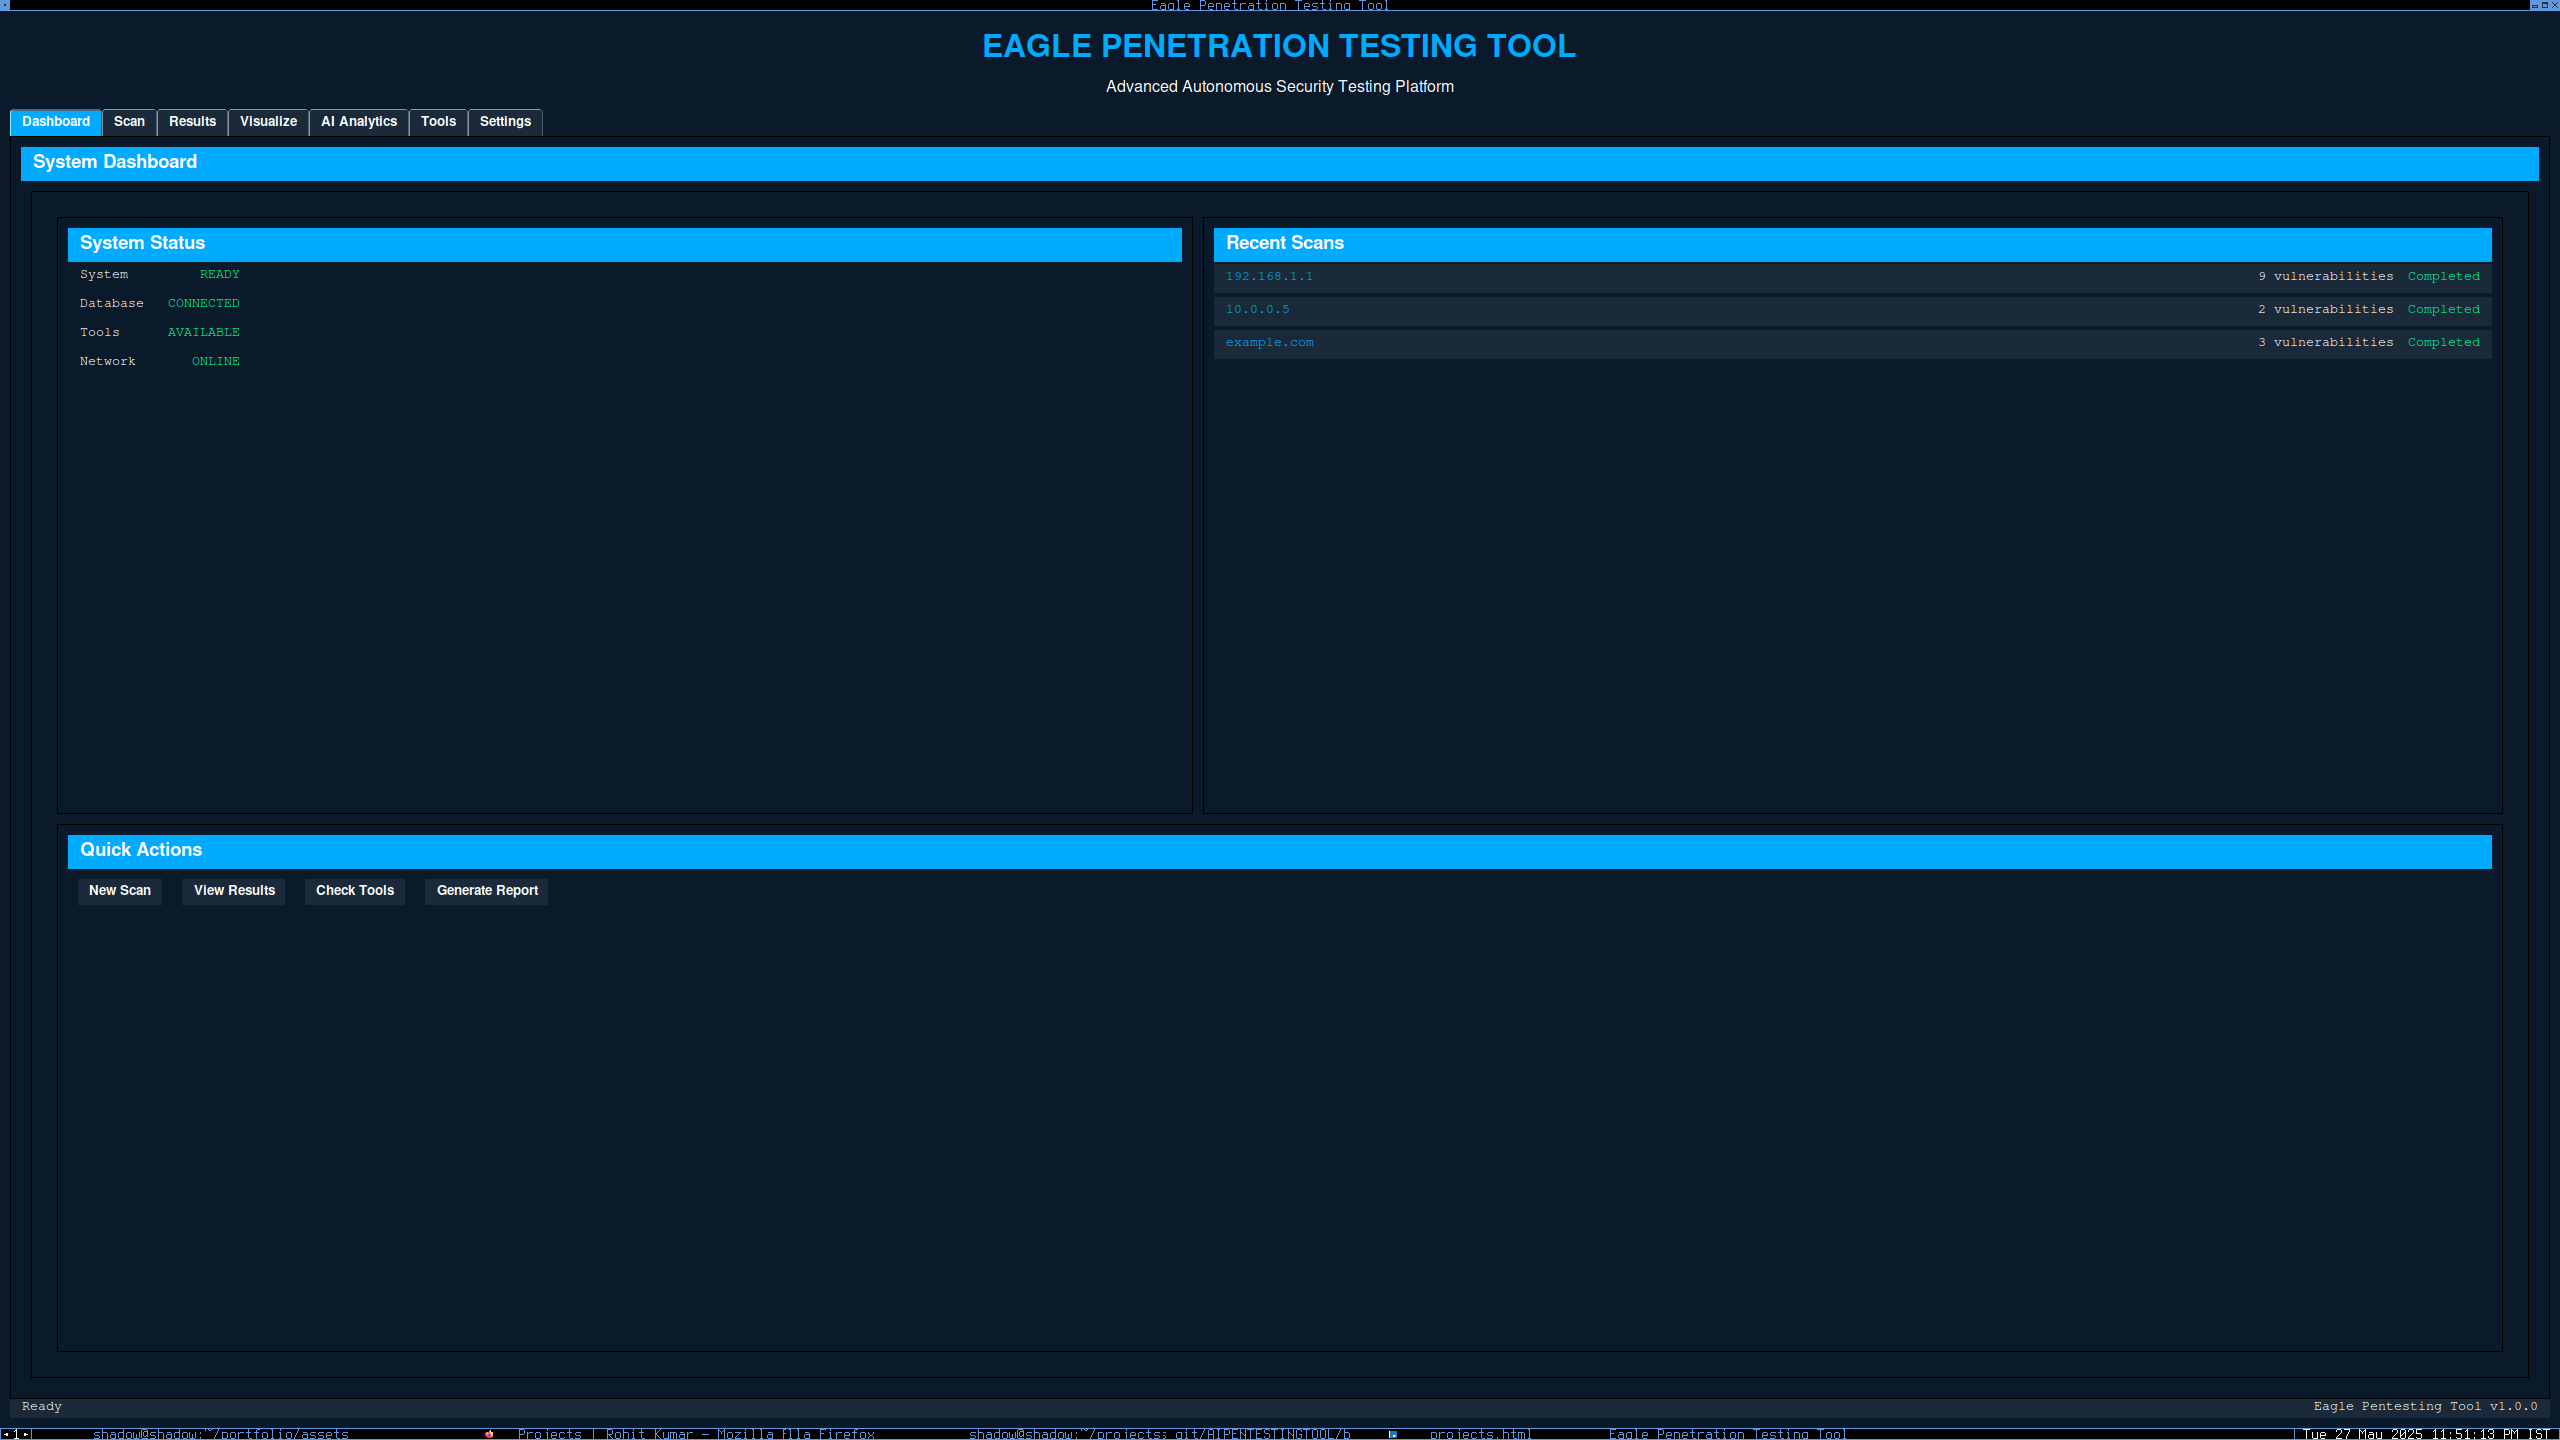 Eagle Penetration Testing Tool
EAGLE PENETRATION TESTING TOOL
Advanced Autonomous Security Testing Platform
Dashboard Scan Results Visualize AI Analytics Tools Settings
System Dashboard
System Status
System READY
Database CONNECTED
Tools AVAILABLE
Network ONLINE
Recent Scans
192.168.1.1 9 vulnerabilities Completed
10.0.0.5 2 vulnerabilities Completed
example.com 3 vulnerabilities Completed
Quick Actions
New Scan View Results Check Tools Generate Report
Ready Eagle Pentesting Tool v1.0.0
1 shadow@shadow:~/portfolio/assets Projects | Rohit Kumar — Mozilla Firefox shadow@shadow:~/projects git/AIPENTESTINGTOOL/b projects.html Eagle Penetration Testing Tool Tue 27 May 2025 11:51:13 PM IST